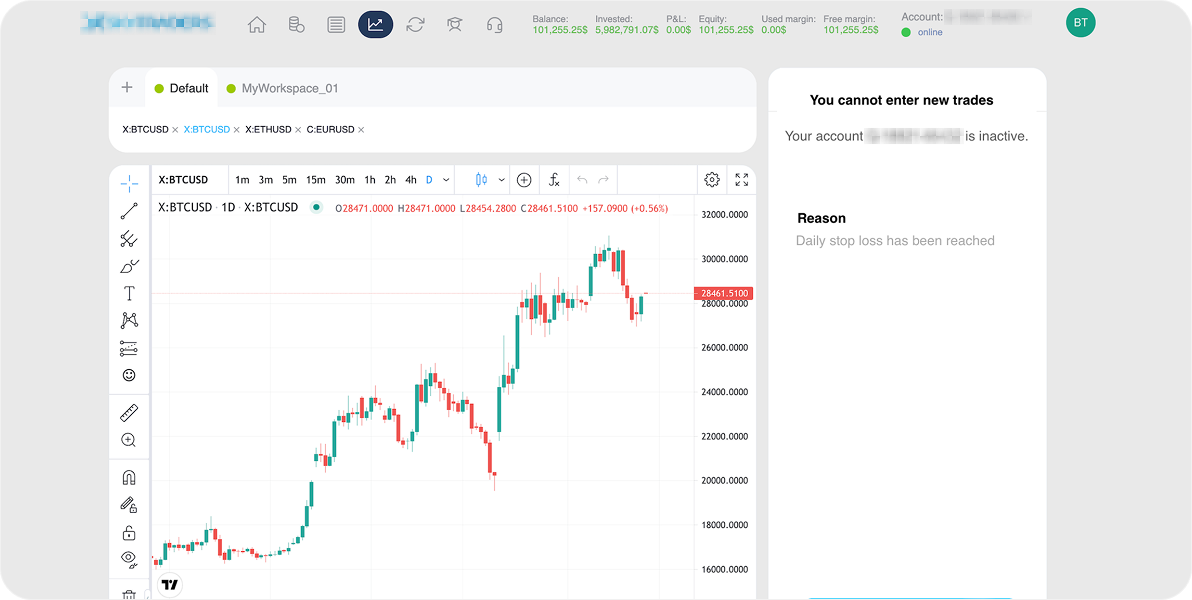 Balance: Invested: P&L: Equity: Used margin: Free margin: Account:
101,255.25$ 5,982,791.07$ 0.00$ 101,255.25$ 0.00$ 101,255.25$ online
BT
+ Default MyWorkspace_01
X:BTCUSD × X:BTCUSD × X:ETHUSD × C:EURUSD ×
X:BTCUSD 1m 3m 5m 15m 30m 1h 2h 4h D
X:BTCUSD · 1D · X:BTCUSD O28471.0000 H28471.0000 L28454.2800 C28461.5100 +157.0900 (+0.56%)
32000.0000
30000.0000
28461.5100
28000.0000
26000.0000
24000.0000
22000.0000
20000.0000
18000.0000
16000.0000
You cannot enter new trades
Your account is inactive.
Reason
Daily stop loss has been reached